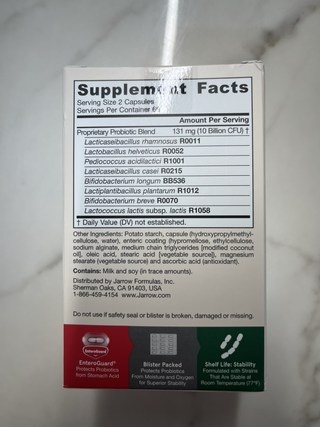 Supplement Facts
Serving Size 2 Capsules
Servings Per Container
Amount Per Serving
Proprietary Probiotic Blend 131 mg (10 Billion CFU) †
Lacticaseibacillus rhamnosus R0011
Lactobacillus helveticus R0052
Pediococcus acidilactici R1001
Lacticaseibacillus casei R0215
Bifidobacterium longum BB536
Lactiplantibacillus plantarum R1012
Bifidobacterium breve R0070
Lactococcus lactis subsp. lactis R1058
† Daily Value (DV) not established.
Other Ingredients: Potato starch, capsule (hydroxypropylmethyl-
cellulose, water), enteric coating (hypromellose, ethylcellulose,
sodium alginate, medium chain triglycerides [modified coconut
oil], oleic acid, stearic acid [vegetable source]), magnesium
stearate (vegetable source) and ascorbic acid (antioxidant).
Contains: Milk and soy (in trace amounts).
Distributed by Jarrow Formulas, Inc.
Sherman Oaks, CA 91403, USA
1-866-459-4154 www.Jarrow.com
Do not use if safety seal or blister is broken, damaged or missing.
EnteroGuard
EnteroGuard®
Protects Probiotics
from Stomach Acid
Blister Packed
Protects Probiotics
From Moisture and Oxygen
for Superior Stability
Shelf Life: Stability
Formulated with Strains
That Are Stable at
Room Temperature (77°F)